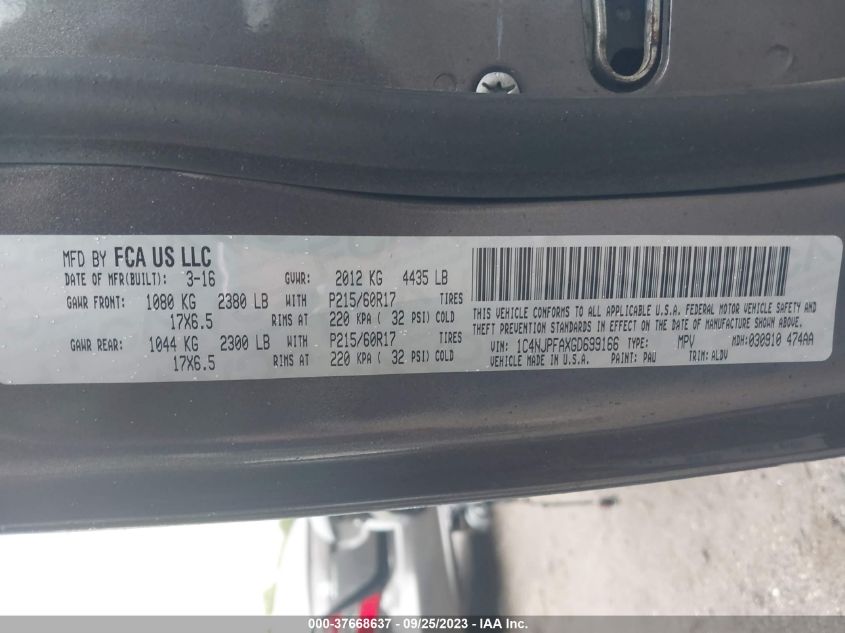 MFD BY FCA US LLC
DATE OF MFR(BUILT): 3-16 GVWR: 2012 KG 4435 LB
GAWR FRONT: 1080 KG 2380 LB WITH P215/60R17 TIRES
17X6.5 RIMS AT 220 KPA ( 32 PSI) COLD
GAWR REAR: 1044 KG 2300 LB WITH P215/60R17 TIRES
17X6.5 RIMS AT 220 KPA ( 32 PSI) COLD
THIS VEHICLE CONFORMS TO ALL APPLICABLE U.S.A. FEDERAL MOTOR VEHICLE SAFETY AND
THEFT PREVENTION STANDARDS IN EFFECT ON THE DATE OF MANUFACTURE SHOWN ABOVE.
VIN: 1C4NJPFAXGD699166 TYPE: MPV MDH:030910 474AA
VEHICLE MADE IN U.S.A. PAINT: PAU TRIM: ALDV
000-37668637 - 09/25/2023 - IAA Inc.